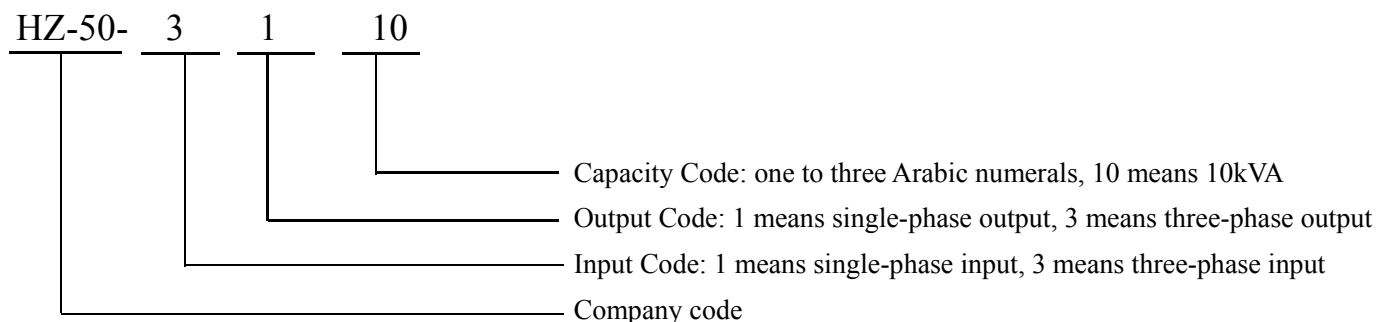 HZ-50- 3 1 10
Capacity Code: one to three Arabic numerals, 10 means 10kVA
Output Code: 1 means single-phase output, 3 means three-phase output
Input Code: 1 means single-phase input, 3 means three-phase input
Company code